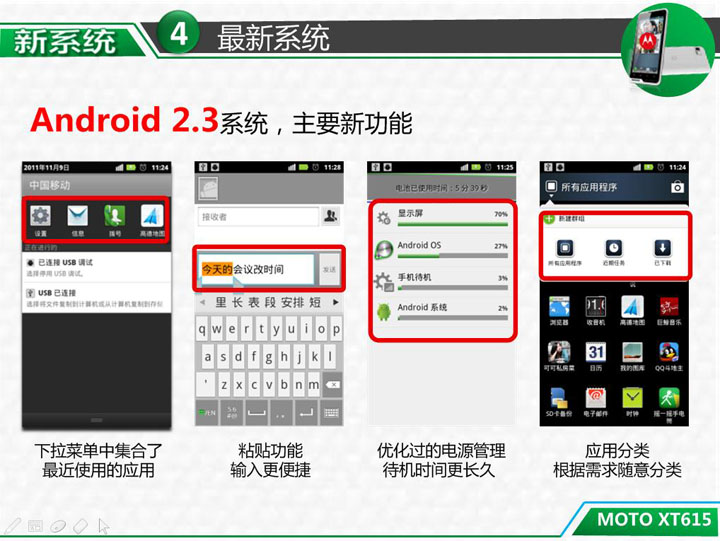 新系统
4
最新系统
Android 2.3系统，主要新功能
2011年11月9日
11:24
中国移动
设置
信息
拨号
高德地图
正在进行的
已连接 USB 调试
选择停用 USB 调试。
USB 已连接
选择将文件复制到计算机或从计算机复制到存储
下拉菜单中集合了
最近使用的应用
11:28
接收者
今天的会议改时间
发送
里 长 表 段 安排 短
q w e r t y u i o p
a s d f g h j k l
' z x c v b n m
/EN
粘贴功能
输入更便捷
11:25
电池已使用时间：5 分 39 秒
显示屏
70%
Android OS
27%
手机待机
3%
Android 系统
2%
优化过的电源管理
待机时间更长久
11:24
所有应用程序
新建群组
所有应用程序
近期任务
已下载
浏览器
收音机
高德地图
巨鲸音乐
可可私房菜
31
日历
我的图库
QQ斗地主
SD卡备份
电子邮件
时钟
摇一摇手电
筒
应用分类
根据需求随意分类
MOTO XT615